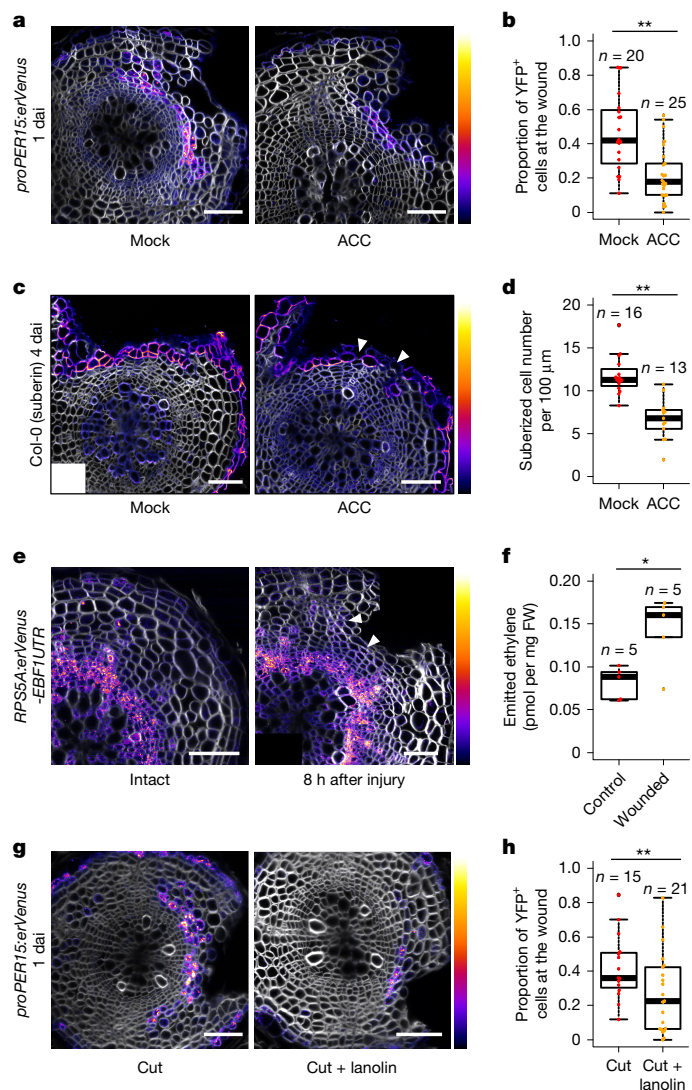 a
proPER15:erVenus
1 dai
Mock
ACC
b
Proportion of YFP+
cells at the wound
1.0
0.8
0.6
0.4
0.2
0
**
n = 20
n = 25
Mock ACC
c
Col-0 (suberin) 4 dai
Mock
ACC
d
Suberized cell number
per 100 μm
20
15
10
5
0
**
n = 16
n = 13
Mock ACC
e
RPS5A:erVenus
-EBF1UTR
Intact
8 h after injury
f
Emitted ethylene
(pmol per mg FW)
0.20
0.15
0.10
0.05
0
*
n = 5
n = 5
Control
Wounded
g
proPER15:erVenus
1 dai
Cut
Cut + lanolin
h
Proportion of YFP+
cells at the wound
1.0
0.8
0.6
0.4
0.2
0
**
n = 15
n = 21
Cut Cut +
lanolin